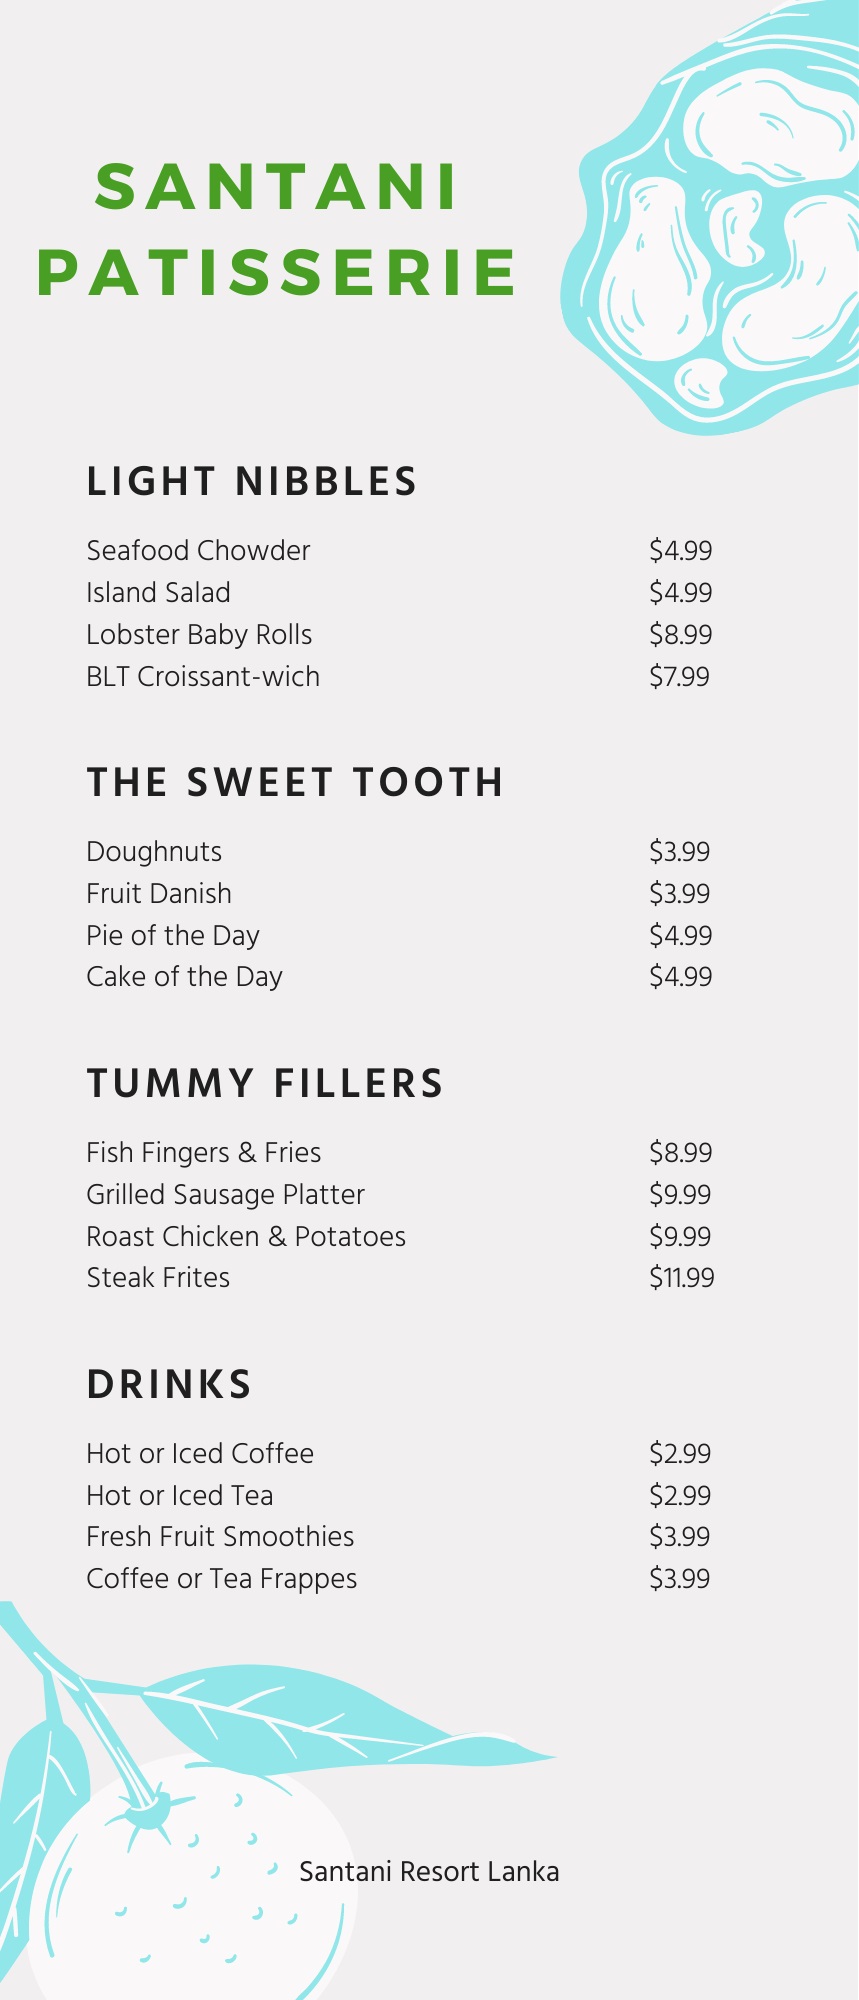 SANTANI
PATISSERIE
LIGHT NIBBLES
Seafood Chowder $4.99
Island Salad $4.99
Lobster Baby Rolls $8.99
BLT Croissant-wich $7.99
THE SWEET TOOTH
Doughnuts $3.99
Fruit Danish $3.99
Pie of the Day $4.99
Cake of the Day $4.99
TUMMY FILLERS
Fish Fingers & Fries $8.99
Grilled Sausage Platter $9.99
Roast Chicken & Potatoes $9.99
Steak Frites $11.99
DRINKS
Hot or Iced Coffee $2.99
Hot or Iced Tea $2.99
Fresh Fruit Smoothies $3.99
Coffee or Tea Frappes $3.99
Santani Resort Lanka